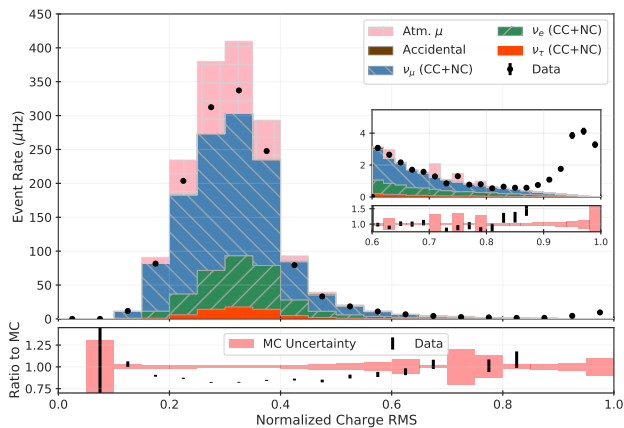 450
400
350
300
250
200
150
100
50
0
Event Rate (μHz)
Atm. μ
Accidental
ν_μ (CC+NC)
ν_e (CC+NC)
ν_τ (CC+NC)
Data
4
2
0
1.5
1.0
0.6 0.7 0.8 0.9 1.0
1.25
1.00
0.75
Ratio to MC
MC Uncertainty Data
0.0 0.2 0.4 0.6 0.8 1.0
Normalized Charge RMS